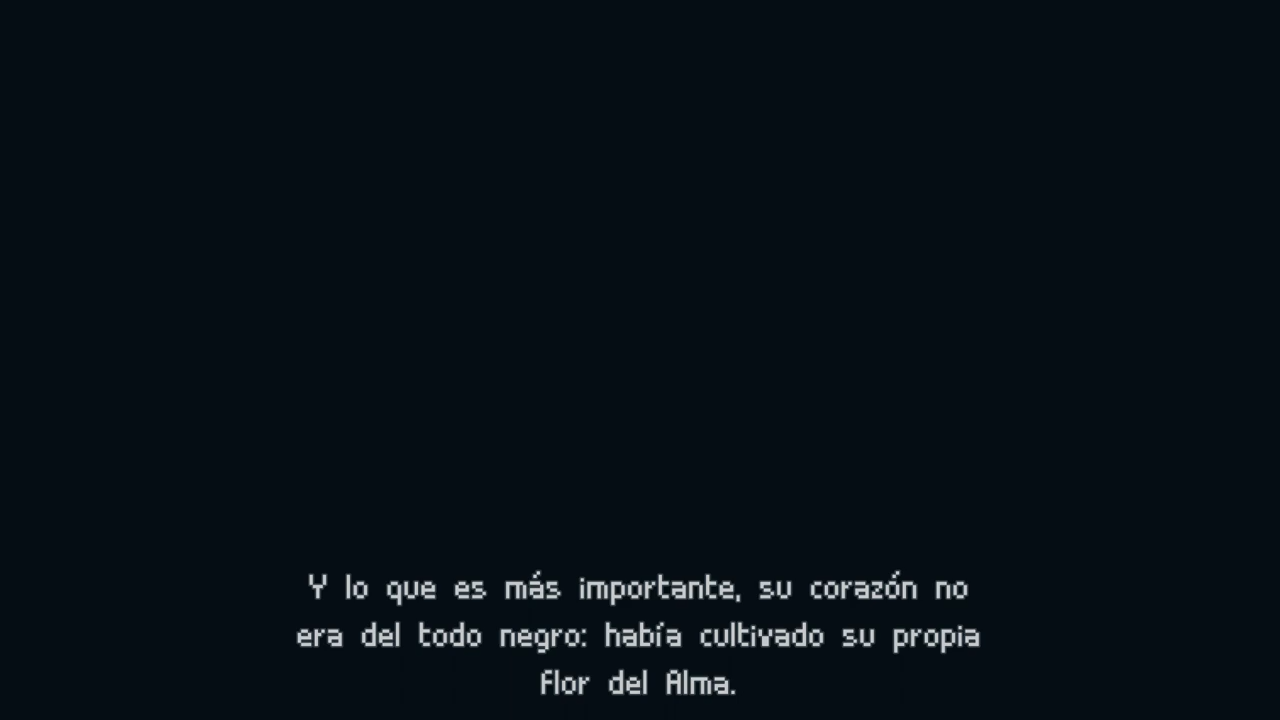 Y lo que es más importante, su corazón no
era del todo negro: había cultivado su propia
flor del Alma.